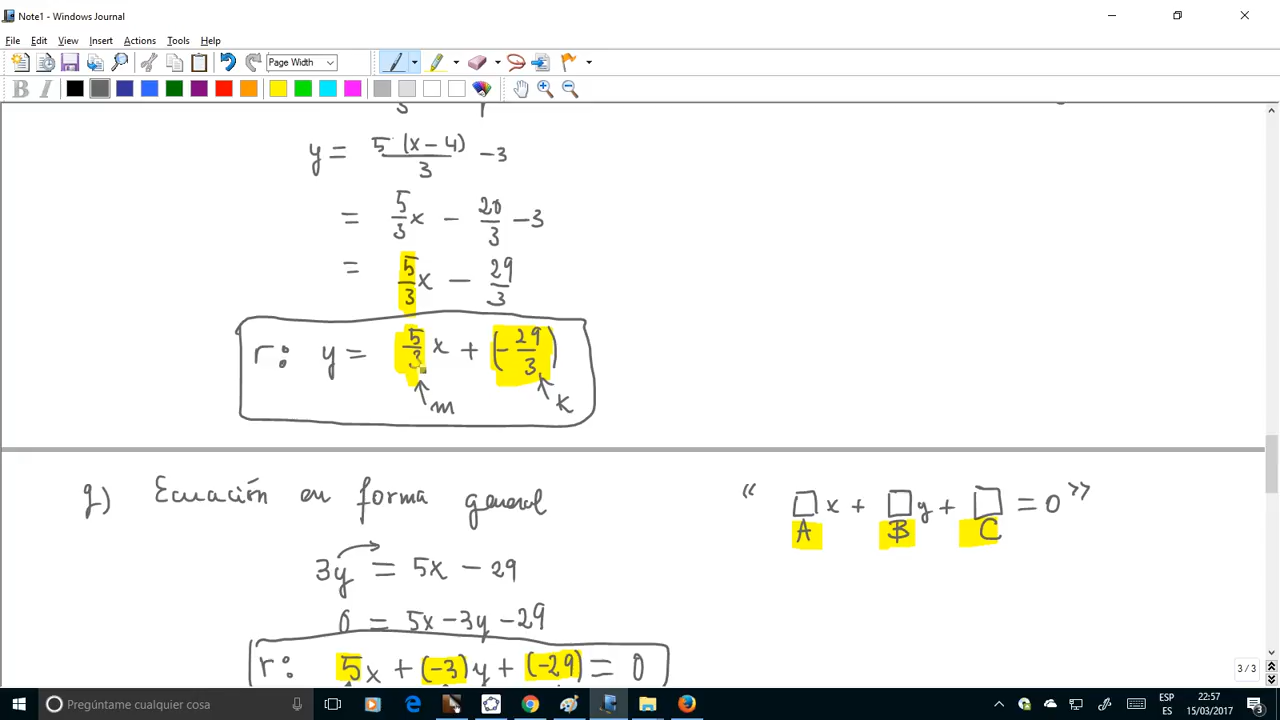 Note1 - Windows Journal
File Edit View Insert Actions Tools Help
Page Width
B I
3
y = 5 (x - 4)/3 - 3
= 5/3 x - 20/3 - 3
= 5/3 x - 29/3
r: y = 5/3 x + (-29/3)
m k
g) Ecuación en forma general
" □x + □y + □ = 0 "
A B C
3y = 5x - 29
0 = 5x - 3y - 29
r: 5x + (-3)y + (-29) = 0
3/3
Pregúntame cualquier cosa
ESP 22:57
ES 15/03/2017